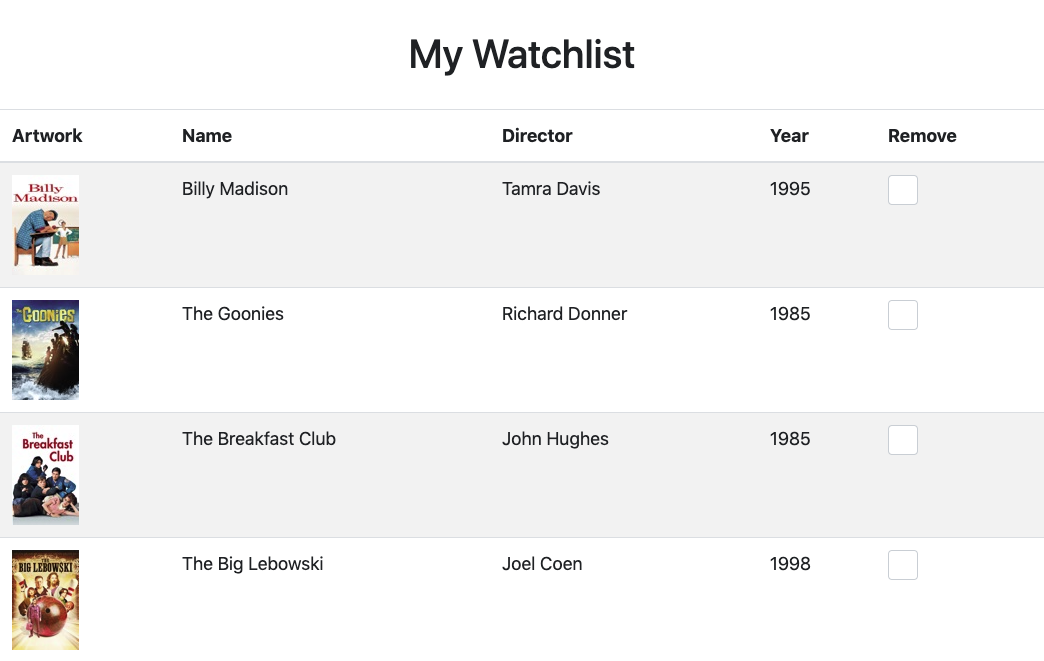 My Watchlist
Artwork Name Director Year Remove
Billy
Madison
Billy Madison Tamra Davis 1995
The GOONIES
The Goonies Richard Donner 1985
The
Breakfast
Club
The Breakfast Club John Hughes 1985
THE
BIG LEBOWSKI
The Big Lebowski Joel Coen 1998